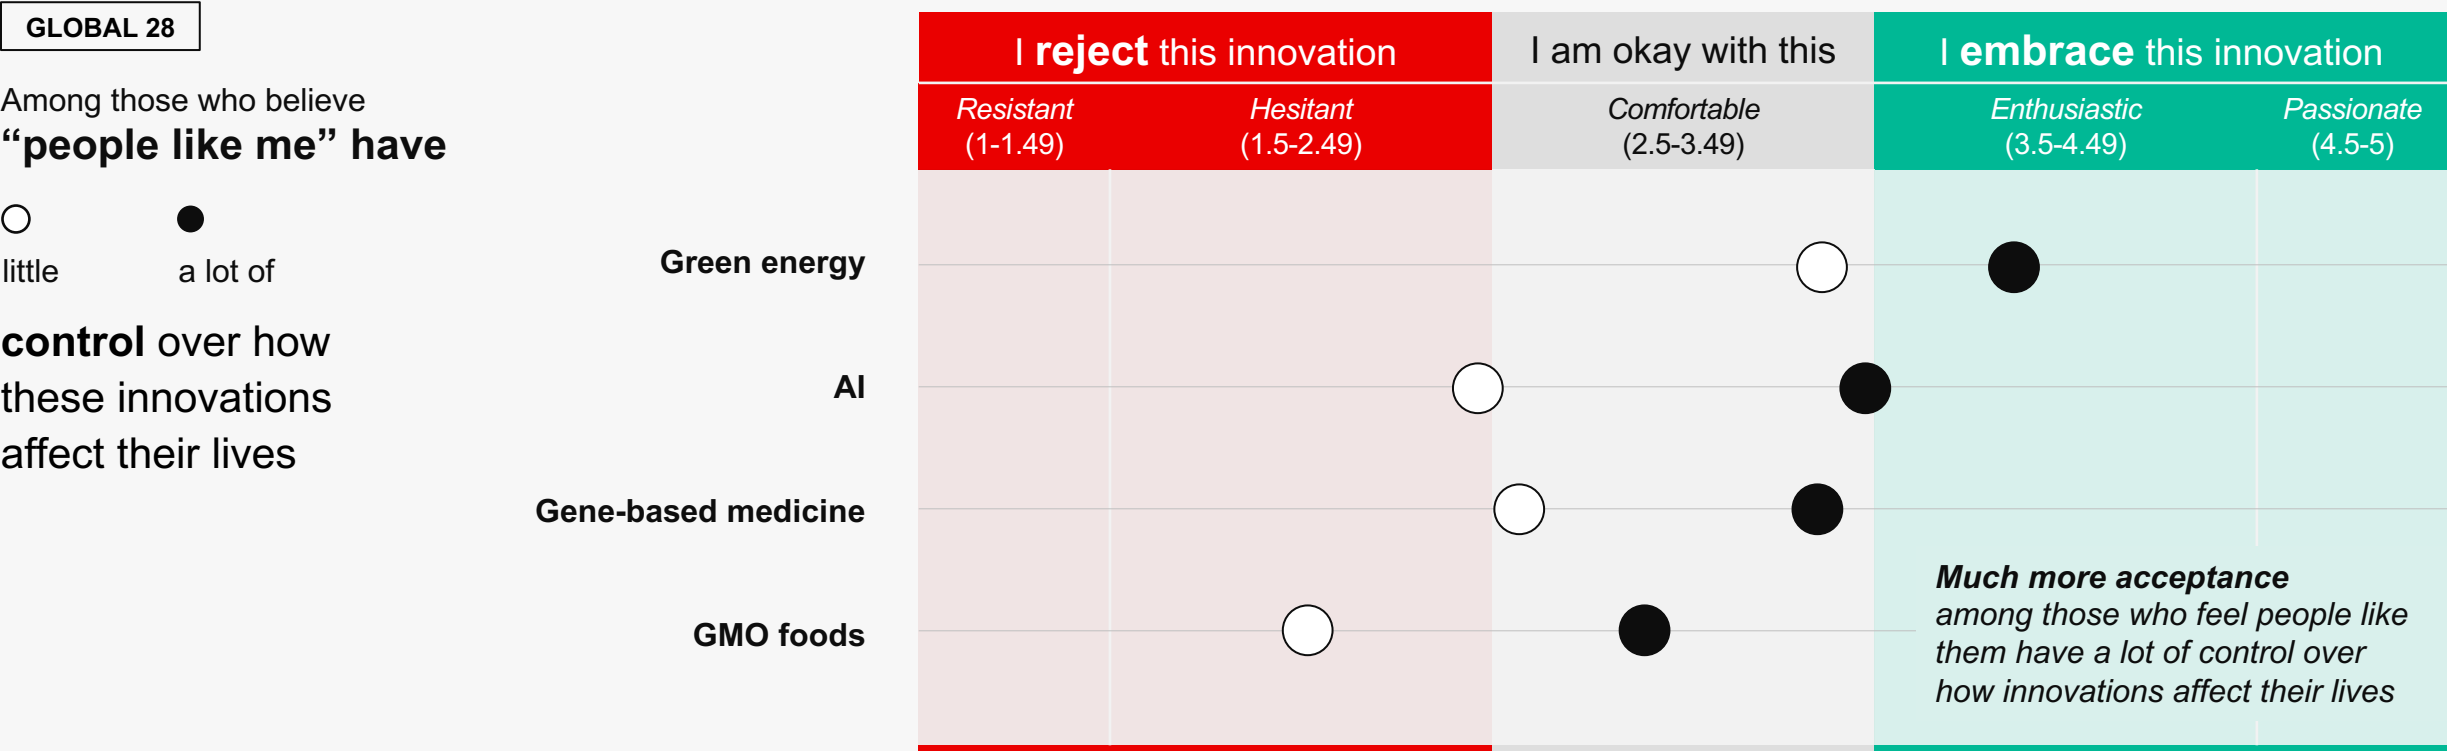 GLOBAL 28
Among those who believe
“people like me” have
little a lot of
control over how
these innovations
affect their lives
I reject this innovation
I am okay with this
I embrace this innovation
Resistant
(1-1.49)
Hesitant
(1.5-2.49)
Comfortable
(2.5-3.49)
Enthusiastic
(3.5-4.49)
Passionate
(4.5-5)
Green energy
AI
Gene-based medicine
GMO foods
Much more acceptance
among those who feel people like
them have a lot of control over
how innovations affect their lives